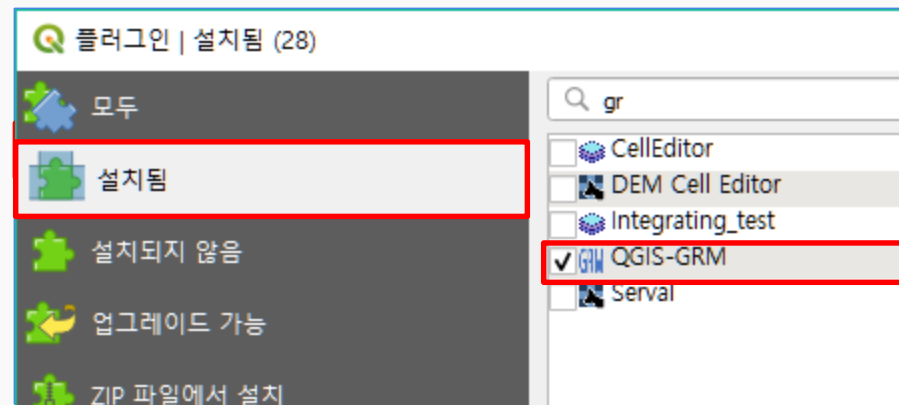 플러그인 | 설치됨 (28)
모두
설치됨
설치되지 않음
업그레이드 가능
ZIP 파일에서 설치
gr
CellEditor
DEM Cell Editor
Integrating_test
GRM QGIS-GRM
Serval